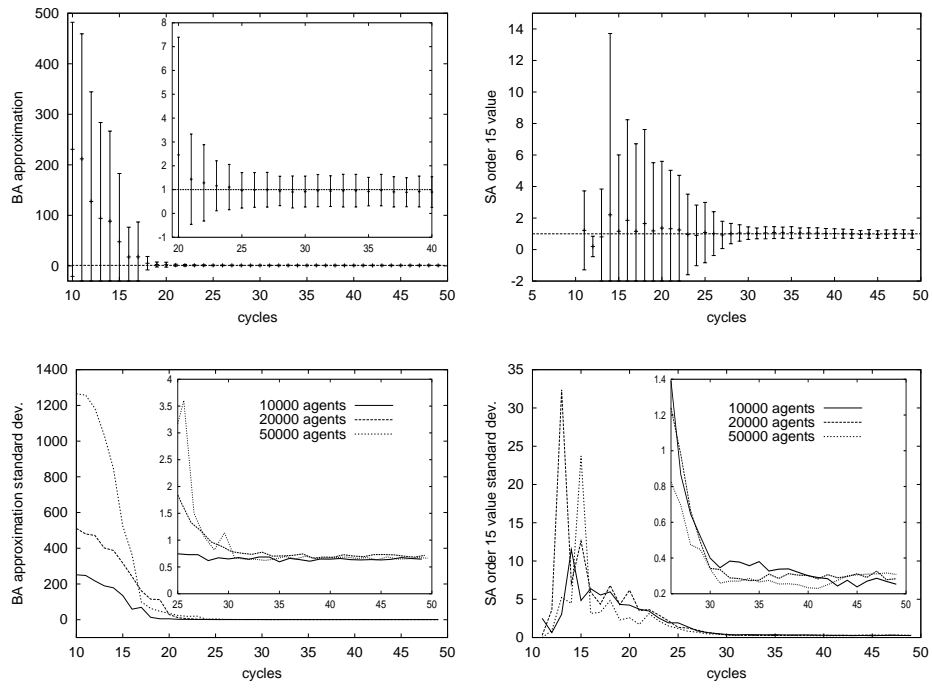 500
400
300
200
100
0
BA approximation
10 15 20 25 30 35 40 45 50
cycles
8
7
6
5
4
3
2
1
0
-1
20 25 30 35 40
14
12
10
8
6
4
2
0
-2
SA order 15 value
5 10 15 20 25 30 35 40 45 50
cycles
1400
1200
1000
800
600
400
200
0
BA approximation standard dev.
10 15 20 25 30 35 40 45 50
cycles
4
3.5
3
2.5
2
1.5
1
0.5
0
25 30 35 40 45 50
10000 agents
20000 agents
50000 agents
35
30
25
20
15
10
5
0
SA order 15 value standard dev.
10 15 20 25 30 35 40 45 50
cycles
1.4
1.2
1
0.8
0.6
0.4
0.2
30 35 40 45 50
10000 agents
20000 agents
50000 agents